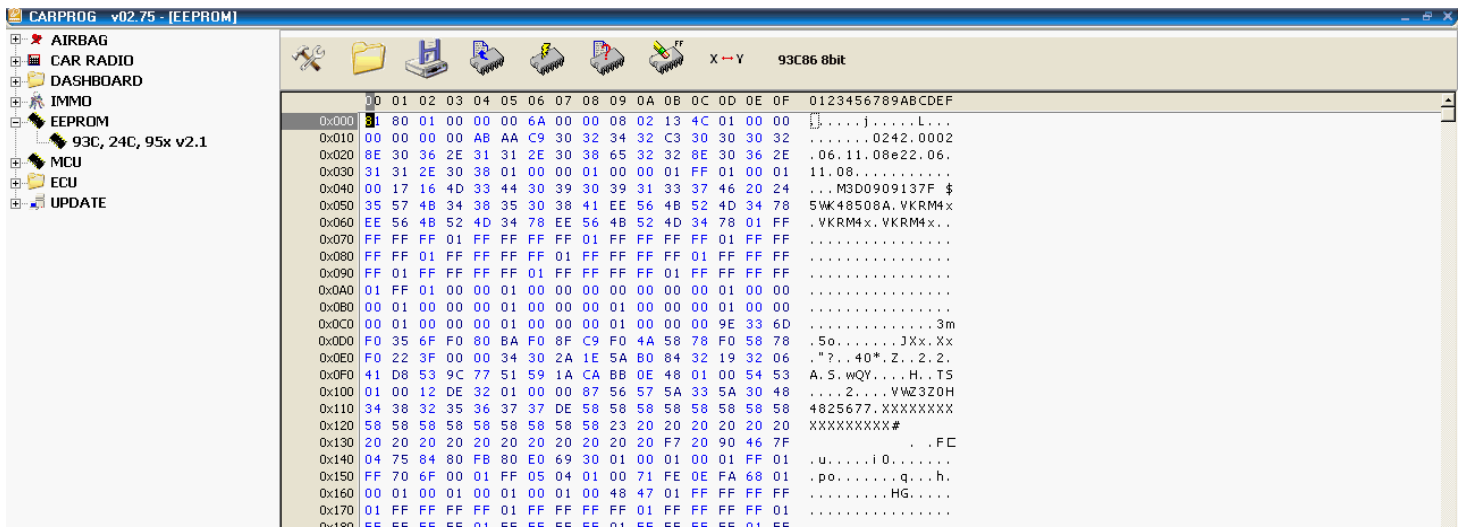 CARPROG v02.75 - [EEPROM]
AIRBAG
CAR RADIO
DASHBOARD
IMMO
EEPROM
93C, 24C, 95x v2.1
MCU
ECU
UPDATE
FF
X ↔ Y 93C86 8bit
00 01 02 03 04 05 06 07 08 09 0A 0B 0C 0D 0E 0F 0123456789ABCDEF
0x000 81 80 01 00 00 00 6A 00 00 08 02 13 4C 01 00 00 ......j.....L...
0x010 00 00 00 00 AB AA C9 30 32 34 32 C3 30 30 30 32 .......0242.0002
0x020 8E 30 36 2E 31 31 2E 30 38 65 32 32 8E 30 36 2E .06.11.08e22.06.
0x030 31 31 2E 30 38 01 00 00 01 00 00 01 FF 01 00 01 11.08...........
0x040 00 17 16 4D 33 44 30 39 30 39 31 33 37 46 20 24 ...M3D0909137F $
0x050 35 57 4B 34 38 35 30 38 41 EE 56 4B 52 4D 34 78 5WK48508A.VKRM4x
0x060 EE 56 4B 52 4D 34 78 EE 56 4B 52 4D 34 78 01 FF .VKRM4x.VKRM4x..
0x070 FF FF FF 01 FF FF FF FF 01 FF FF FF FF 01 FF FF ................
0x080 FF FF 01 FF FF FF FF 01 FF FF FF FF 01 FF FF FF ................
0x090 FF 01 FF FF FF FF 01 FF FF FF FF 01 FF FF FF FF ................
0x0A0 01 FF 01 00 00 01 00 00 00 00 00 00 00 01 00 00 ................
0x0B0 00 01 00 00 00 01 00 00 00 01 00 00 00 01 00 00 ................
0x0C0 00 01 00 00 00 01 00 00 00 01 00 00 00 9E 33 6D ..............3m
0x0D0 F0 35 6F F0 80 BA F0 8F C9 F0 4A 58 78 F0 58 78 .5o.......JXx.Xx
0x0E0 F0 22 3F 00 00 34 30 2A 1E 5A B0 84 32 19 32 06 ."?..40*.Z..2.2.
0x0F0 41 D8 53 9C 77 51 59 1A CA BB 0E 48 01 00 54 53 A.S.wQY....H..TS
0x100 01 00 12 DE 32 01 00 00 87 56 57 5A 33 5A 30 48 ....2....VWZ3Z0H
0x110 34 38 32 35 36 37 37 DE 58 58 58 58 58 58 58 58 4825677.XXXXXXXX
0x120 58 58 58 58 58 58 58 58 58 23 20 20 20 20 20 20 XXXXXXXXX#
0x130 20 20 20 20 20 20 20 20 20 20 20 F7 20 90 46 7F . .F
0x140 04 75 84 80 FB 80 E0 69 30 01 00 01 00 01 FF 01 .u.....i0.......
0x150 FF 70 6F 00 01 FF 05 04 01 00 71 FE 0E FA 68 01 .po.......q...h.
0x160 00 01 00 01 00 01 00 01 00 48 47 01 FF FF FF FF .........HG.....
0x170 01 FF FF FF FF 01 FF FF FF FF 01 FF FF FF FF 01 ................
0x180 FF FF FF FF 01 FF FF FF FF 01 FF FF FF FF 01 FF